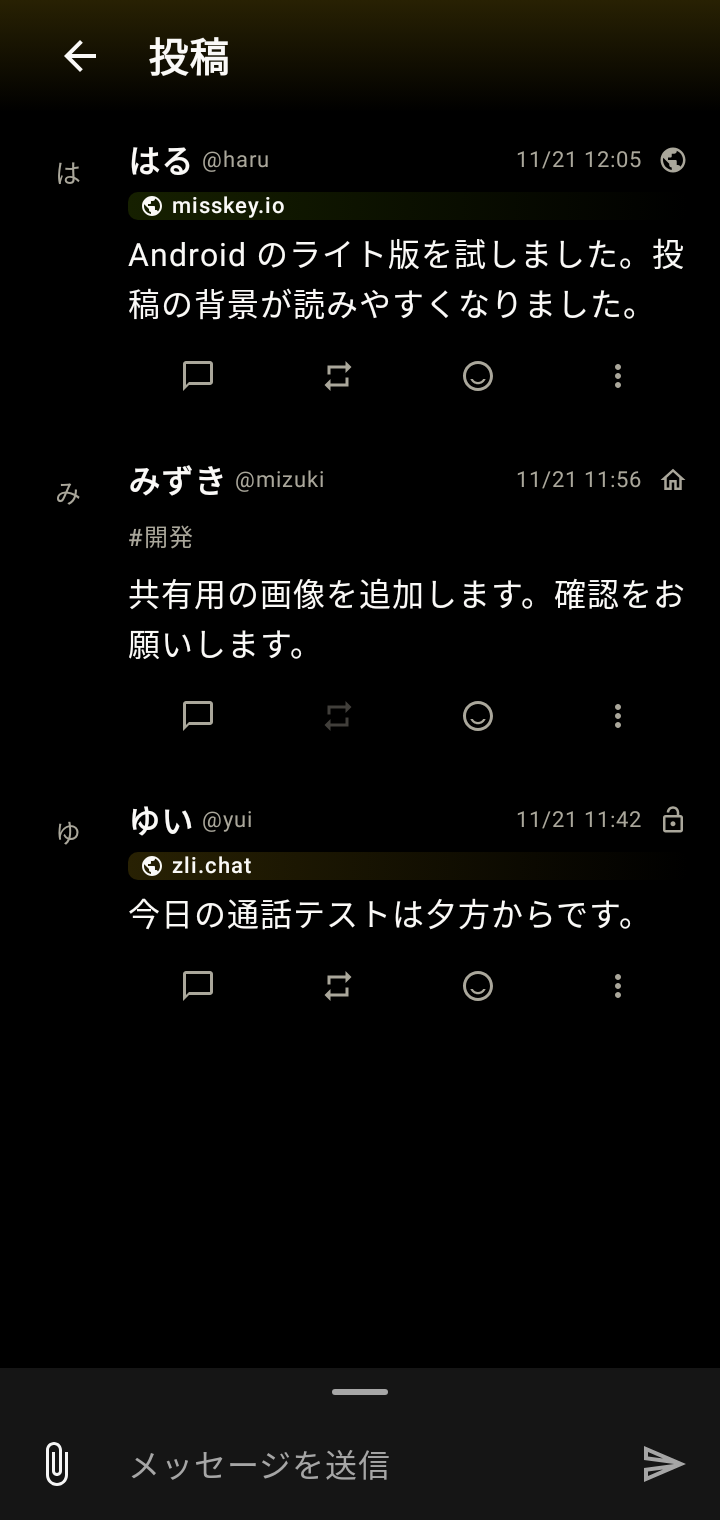 投稿
は
はる @haru 11/21 12:05
misskey.io
Android のライト版を試しました。投
稿の背景が読みやすくなりました。
み
みずき @mizuki 11/21 11:56
#開発
共有用の画像を追加します。確認をお
願いします。
ゆ
ゆい @yui 11/21 11:42
zli.chat
今日の通話テストは夕方からです。
メッセージを送信